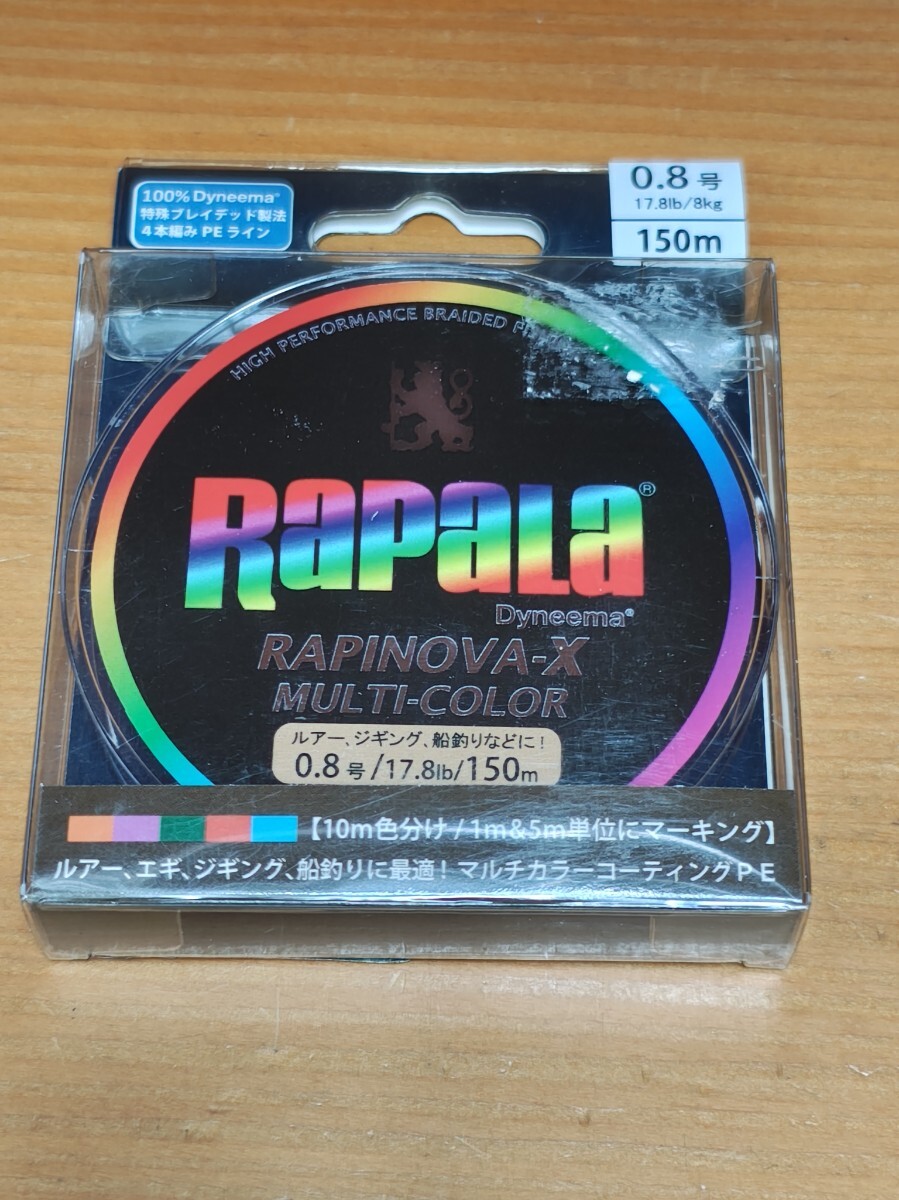 100% Dyneema®
特殊ブレイデッド製法
4本編み PE ライン
0.8号
17.8lb/8kg
150m
HIGH PERFORMANCE BRAIDED
Rapala®
Dyneema®
RAPINOVA-X
MULTI-COLOR
ルアー、ジギング、船釣りなどに!
0.8号/17.8lb/150m
【10m色分け/1m&5m単位にマーキング】
ルアー、エギ、ジギング、船釣りに最適!マルチカラーコーティングPE